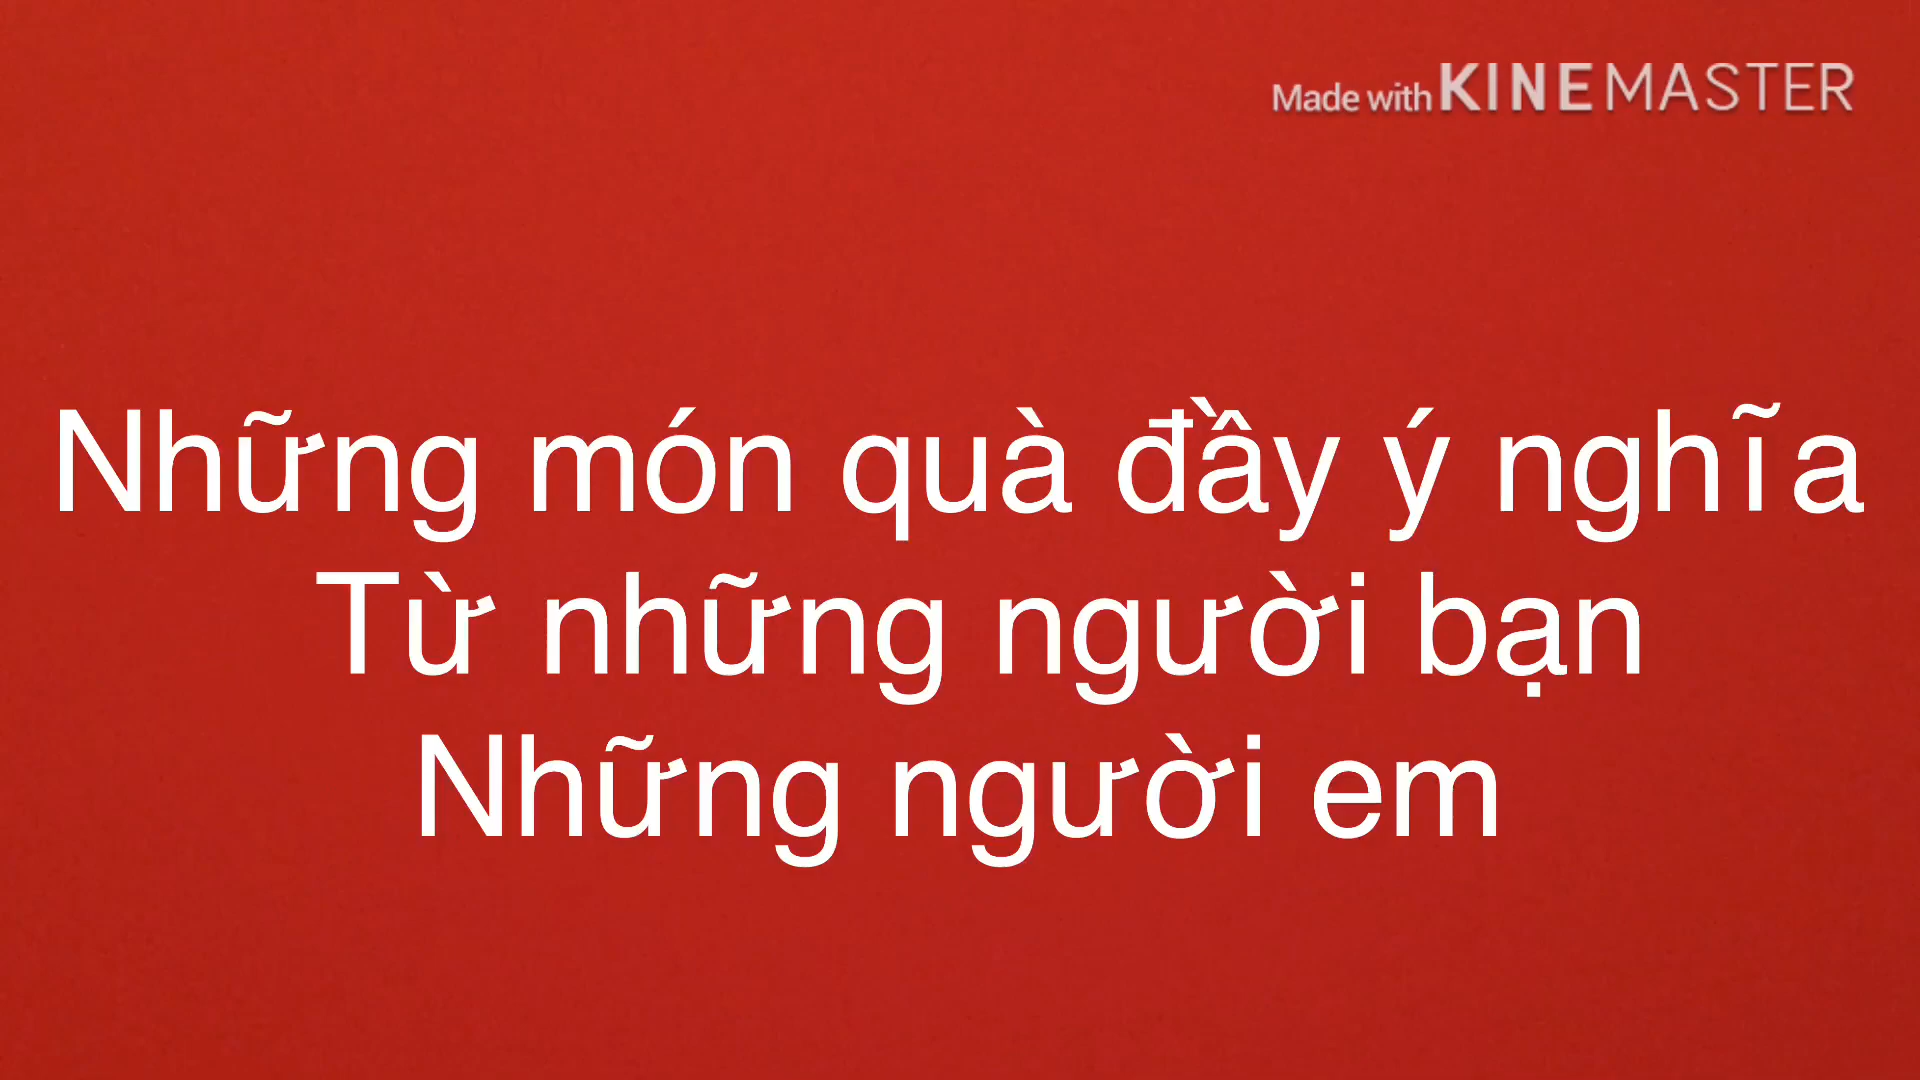 Made with KINEMASTER
Những món quà đầy ý nghĩa
Từ những người bạn
Những người em